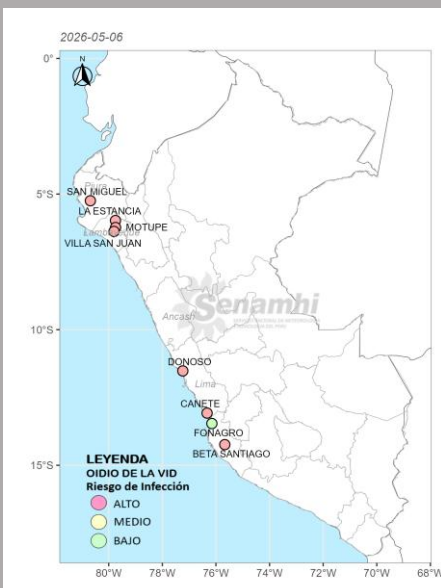 2026-05-06
N
0°
5°S
10°S
15°S
Piura
SAN MIGUEL
LA ESTANCIA
MOTUPE
Lambayeque
VILLA SAN JUAN
Senamhi
Ancash
DONOSO
Lima
CANETE
FONAGRO
BETA SANTIAGO
LEYENDA
OIDIO DE LA VID
Riesgo de Infección
ALTO
MEDIO
BAJO
80°W 78°W 76°W 74°W 72°W 70°W 68°W